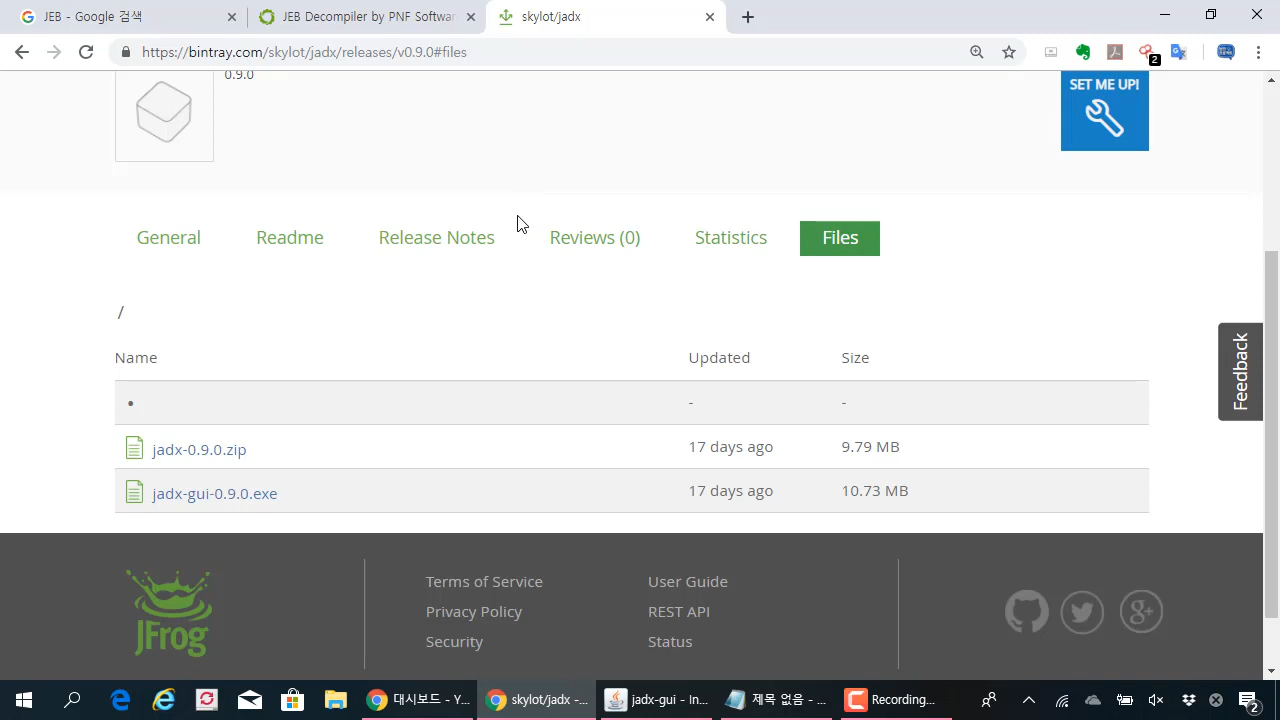 JEB - Google 검색
JEB Decompiler by PNF Softwar
skylot/jadx
https://bintray.com/skylot/jadx/releases/v0.9.0#files
2
0.9.0
SET ME UP!
General
Readme
Release Notes
Reviews (0)
Statistics
Files
/
Name
Updated
Size
-
-
jadx-0.9.0.zip
17 days ago
9.79 MB
jadx-gui-0.9.0.exe
17 days ago
10.73 MB
Feedback
JFrog
Terms of Service
User Guide
Privacy Policy
REST API
Security
Status
대시보드 - Y...
skylot/jadx -...
jadx-gui - In...
제목 없음 - ...
Recording...
2